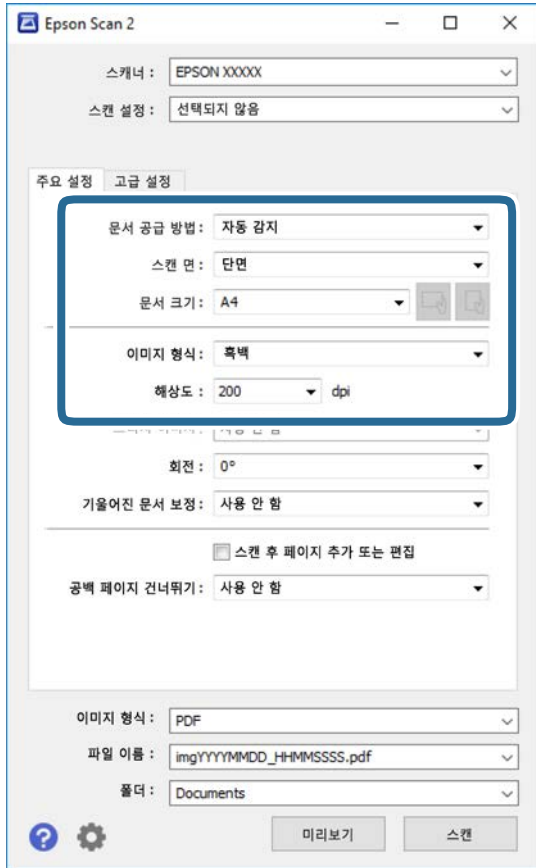 Epson Scan 2
스캐너 : EPSON XXXXX
스캔 설정 : 선택되지 않음
주요 설정 고급 설정
문서 공급 방법 : 자동 감지
스캔 면 : 단면
문서 크기 : A4
이미지 형식 : 흑백
해상도 : 200 dpi
회전 : 0°
기울어진 문서 보정 : 사용 안 함
스캔 후 페이지 추가 또는 편집
공백 페이지 건너뛰기 : 사용 안 함
이미지 형식 : PDF
파일 이름 : imgYYYYMMDD_HHMMSSSS.pdf
폴더 : Documents
? 미리보기 스캔